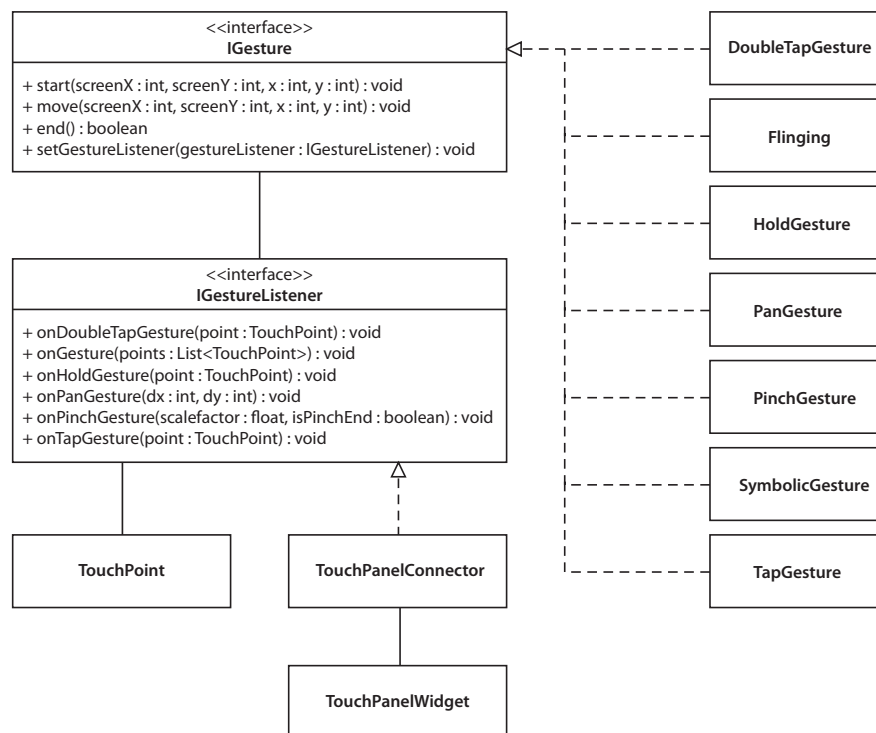 <<interface>>
IGesture
+ start(screenX : int, screenY : int, x : int, y : int) : void
+ move(screenX : int, screenY : int, x : int, y : int) : void
+ end() : boolean
+ setGestureListener(gestureListener : IGestureListener) : void
<<interface>>
IGestureListener
+ onDoubleTapGesture(point : TouchPoint) : void
+ onGesture(points : List<TouchPoint>) : void
+ onHoldGesture(point : TouchPoint) : void
+ onPanGesture(dx : int, dy : int) : void
+ onPinchGesture(scalefactor : float, isPinchEnd : boolean) : void
+ onTapGesture(point : TouchPoint) : void
TouchPoint
TouchPanelConnector
TouchPanelWidget
DoubleTapGesture
Flinging
HoldGesture
PanGesture
PinchGesture
SymbolicGesture
TapGesture